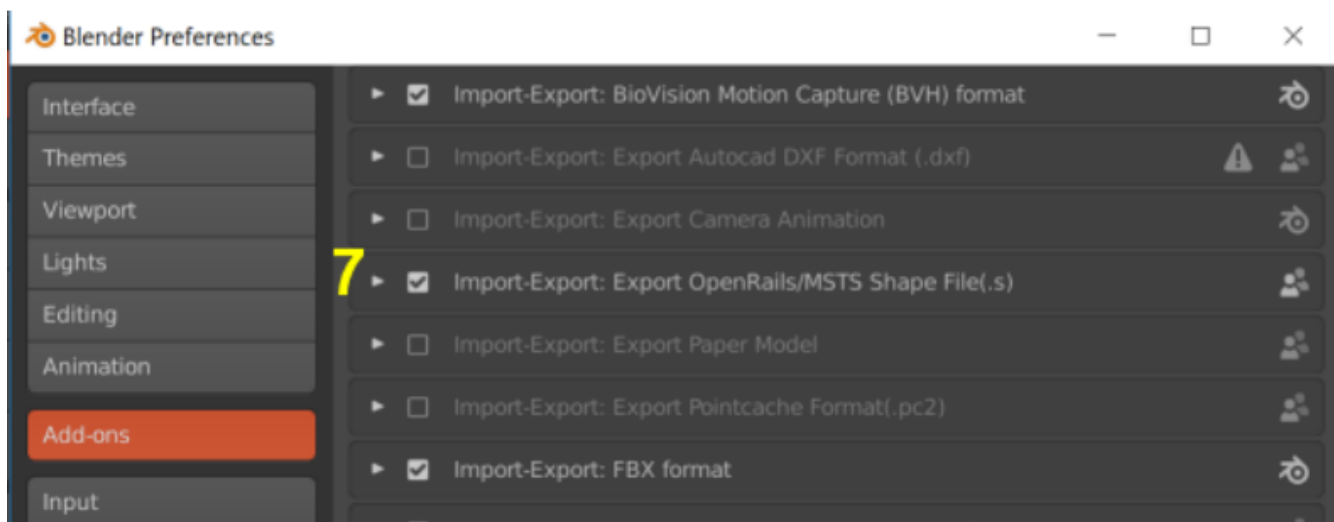 Blender Preferences
Interface
Themes
Viewport
Lights
Editing
Animation
Add-ons
Input
Import-Export: BioVision Motion Capture (BVH) format
Import-Export: Export Autocad DXF Format (.dxf)
Import-Export: Export Camera Animation
7
Import-Export: Export OpenRails/MSTS Shape File(.s)
Import-Export: Export Paper Model
Import-Export: Export Pointcache Format(.pc2)
Import-Export: FBX format